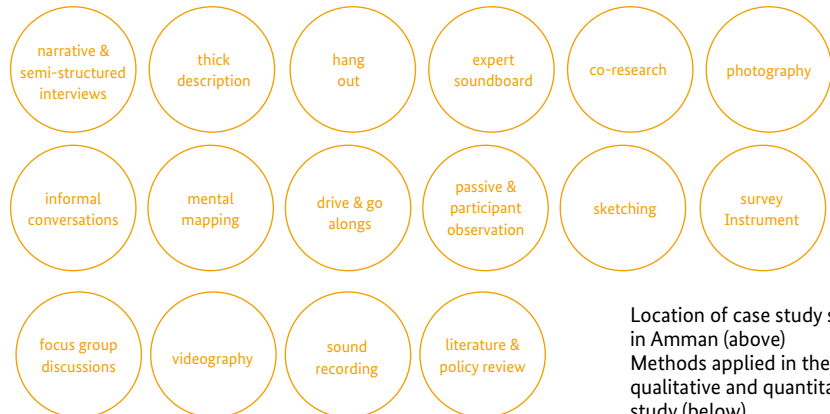 narrative &
semi-structured
interviews
thick
description
hang
out
expert
soundboard
co-research
photography
informal
conversations
mental
mapping
drive & go
alongs
passive &
participant
observation
sketching
survey
Instrument
focus group
discussions
videography
sound
recording
literature &
policy review
Location of case study
in Amman (above)
Methods applied in the
qualitative and
study (below)